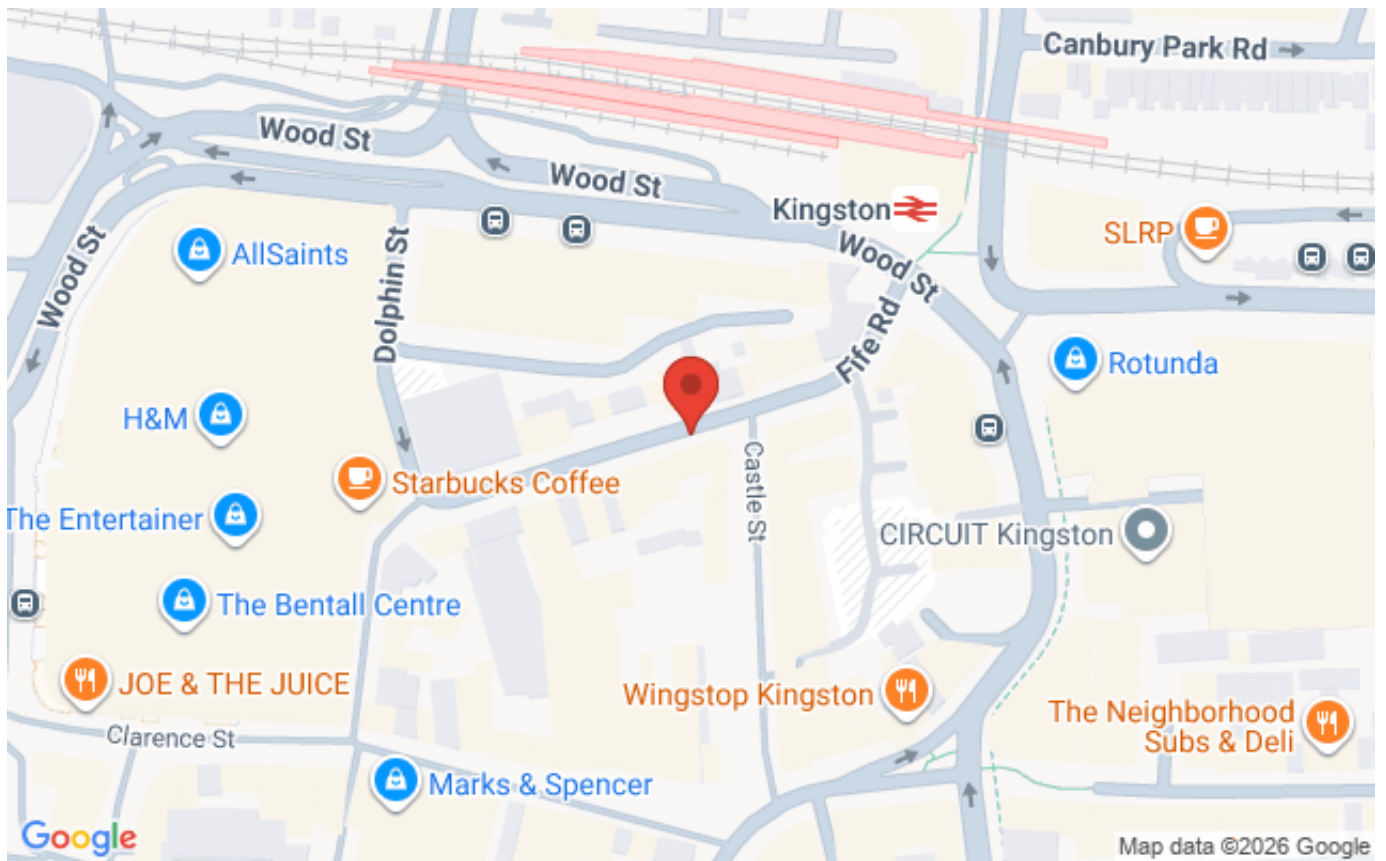 Canbury Park Rd
Wood St
Wood St
Kingston
SLRP
Wood St
AllSaints
Wood St
Dolphin St
Fife Rd
Rotunda
H&M
Castle St
Starbucks Coffee
The Entertainer
CIRCUIT Kingston
The Bentall Centre
JOE & THE JUICE
Wingstop Kingston
The Neighborhood
Subs & Deli
Clarence St
Marks & Spencer
Google
Map data ©2026 Google